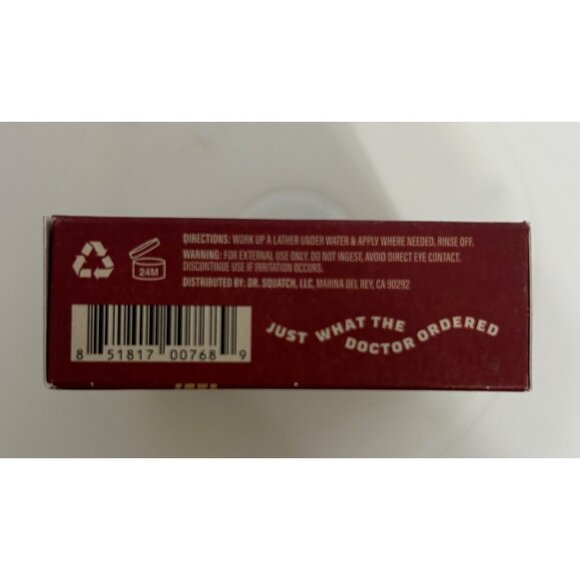 DIRECTIONS: WORK UP A LATHER UNDER WATER & APPLY WHERE NEEDED. RINSE OFF.
WARNING: FOR EXTERNAL USE ONLY. DO NOT INGEST. AVOID DIRECT EYE CONTACT.
DISCONTINUE USE IF IRRITATION OCCURS.
DISTRIBUTED BY: DR. SQUATCH, LLC, MARINA DEL REY, CA 90292
24M
JUST WHAT THE DOCTOR ORDERED
8 51817 00768 9